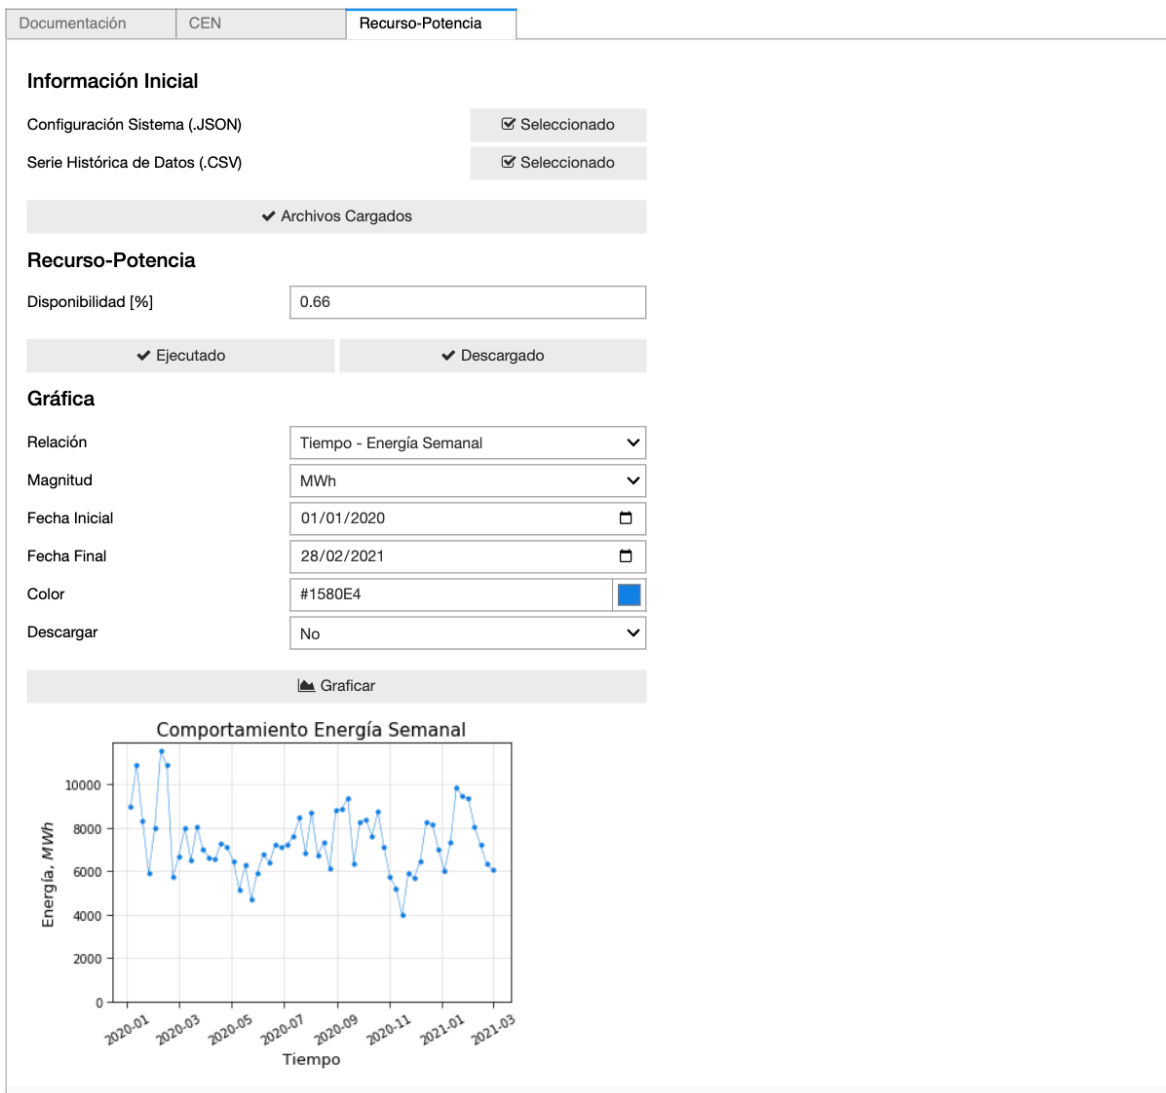 Documentación CEN Recurso-Potencia
Información Inicial
Configuración Sistema (.JSON) Seleccionado
Serie Histórica de Datos (.CSV) Seleccionado
Archivos Cargados
Recurso-Potencia
Disponibilidad [%] 0.66
Ejecutado Descargado
Gráfica
Relación Tiempo - Energía Semanal
Magnitud MWh
Fecha Inicial 01/01/2020
Fecha Final 28/02/2021
Color #1580E4
Descargar No
Graficar
Comportamiento Energía Semanal
10000
8000
6000
4000
2000
0
Energía, MWh
2020-01 2020-03 2020-05 2020-07 2020-09 2020-11 2021-01 2021-03
Tiempo